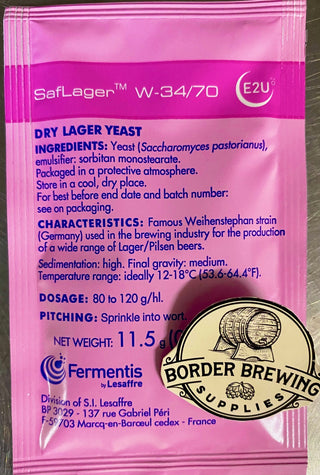 SafLager™ W-34/70
E2U
DRY LAGER YEAST
INGREDIENTS: Yeast (Saccharomyces pastorianus),
emulsifier: sorbitan monostearate.
Packaged in a protective atmosphere.
Store in a cool, dry place.
For best before end date and batch number:
see on packaging.
CHARACTERISTICS: Famous Weihenstephan strain
(Germany) used in the brewing industry for the production
of a wide range of Lager/Pilsen beers.
Sedimentation: high. Final gravity: medium.
Temperature range: ideally 12-18°C (53.6-64.4°F).
DOSAGE: 80 to 120 g/hl.
PITCHING: Sprinkle into wort.
NET WEIGHT: 11.5 g
Fermentis
by Lesaffre
Division of S.I. Lesaffre
BP 3029 - 137 rue Gabriel Péri
F-59703 Marcq-en-Barœul cedex - France
BORDER BREWING
SUPPLIES